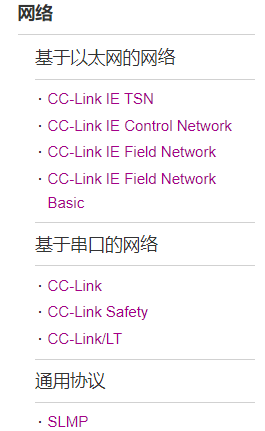 网络
基于以太网的网络
· CC-Link IE TSN
· CC-Link IE Control Network
· CC-Link IE Field Network
· CC-Link IE Field Network
Basic
基于串口的网络
· CC-Link
· CC-Link Safety
· CC-Link/LT
通用协议
· SLMP